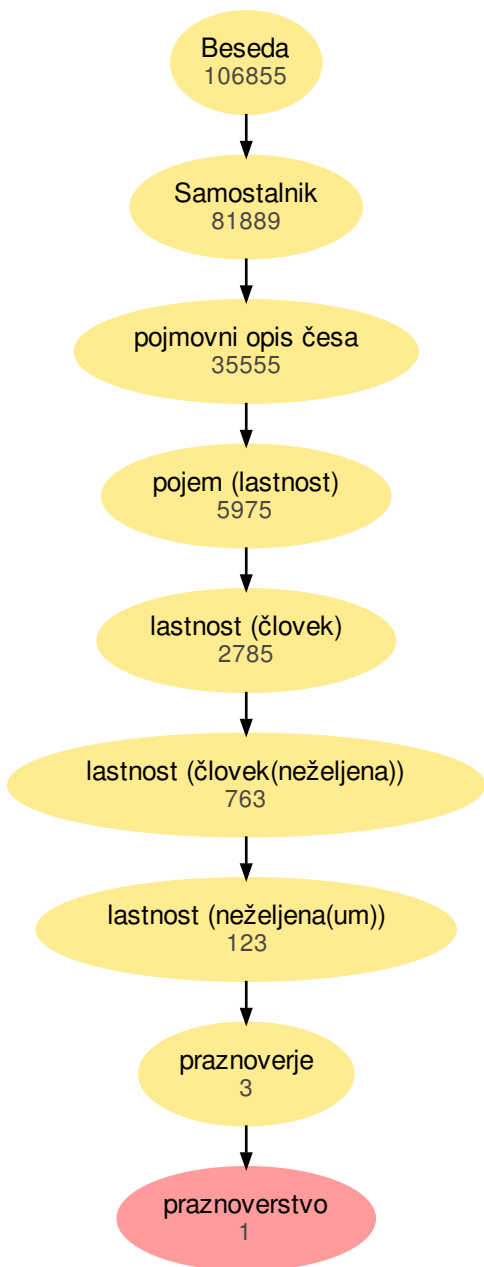 Beseda
106855
Samostalnik
81889
pojmovni opis česa
35555
pojem (lastnost)
5975
lastnost (človek)
2785
lastnost (človek(neželjena))
763
lastnost (neželjena(um))
123
praznoverje
3
praznoverstvo
1